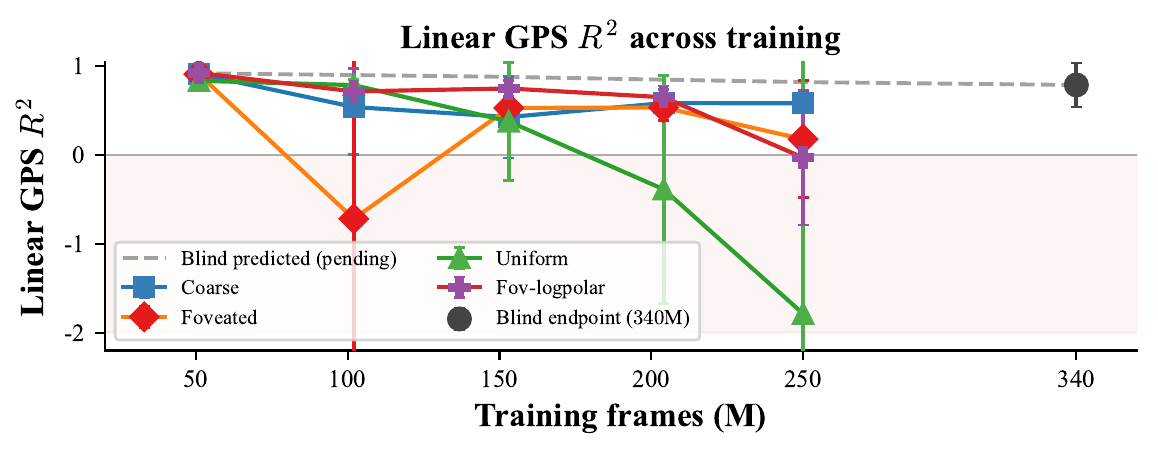 Linear GPS R² across training
Linear GPS R²
1
0
-1
-2
Blind predicted (pending)
Coarse
Foveated
Uniform
Fov-logpolar
Blind endpoint (340M)
50
100
150
200
250
340
Training frames (M)